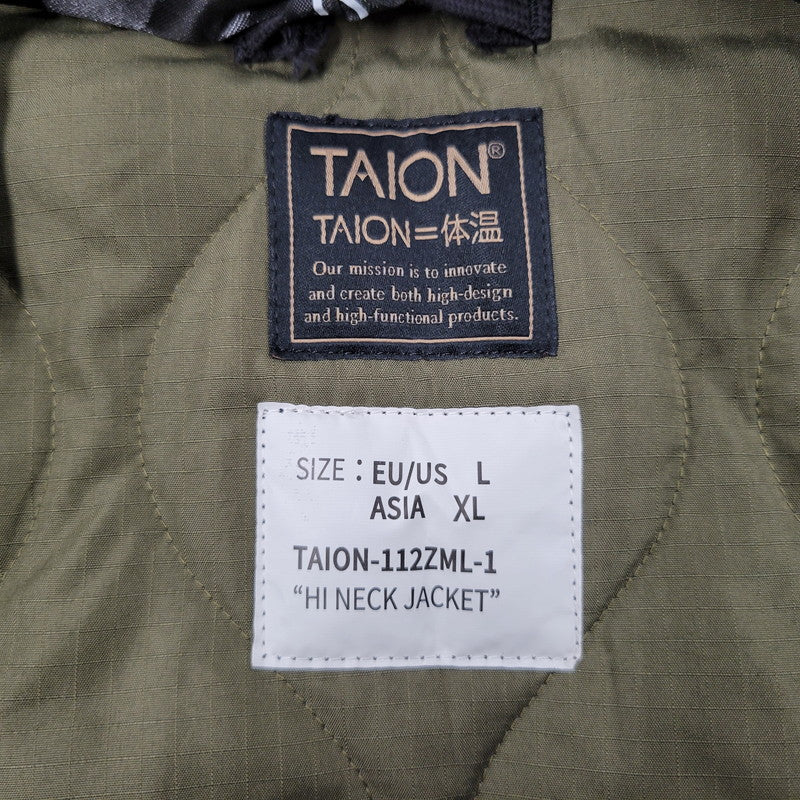 TAION®
TAION=体温
Our mission is to innovate
and create both high-design
and high-functional products.
SIZE : EU/US L
ASIA XL
TAION-112ZML-1
“HI NECK JACKET”